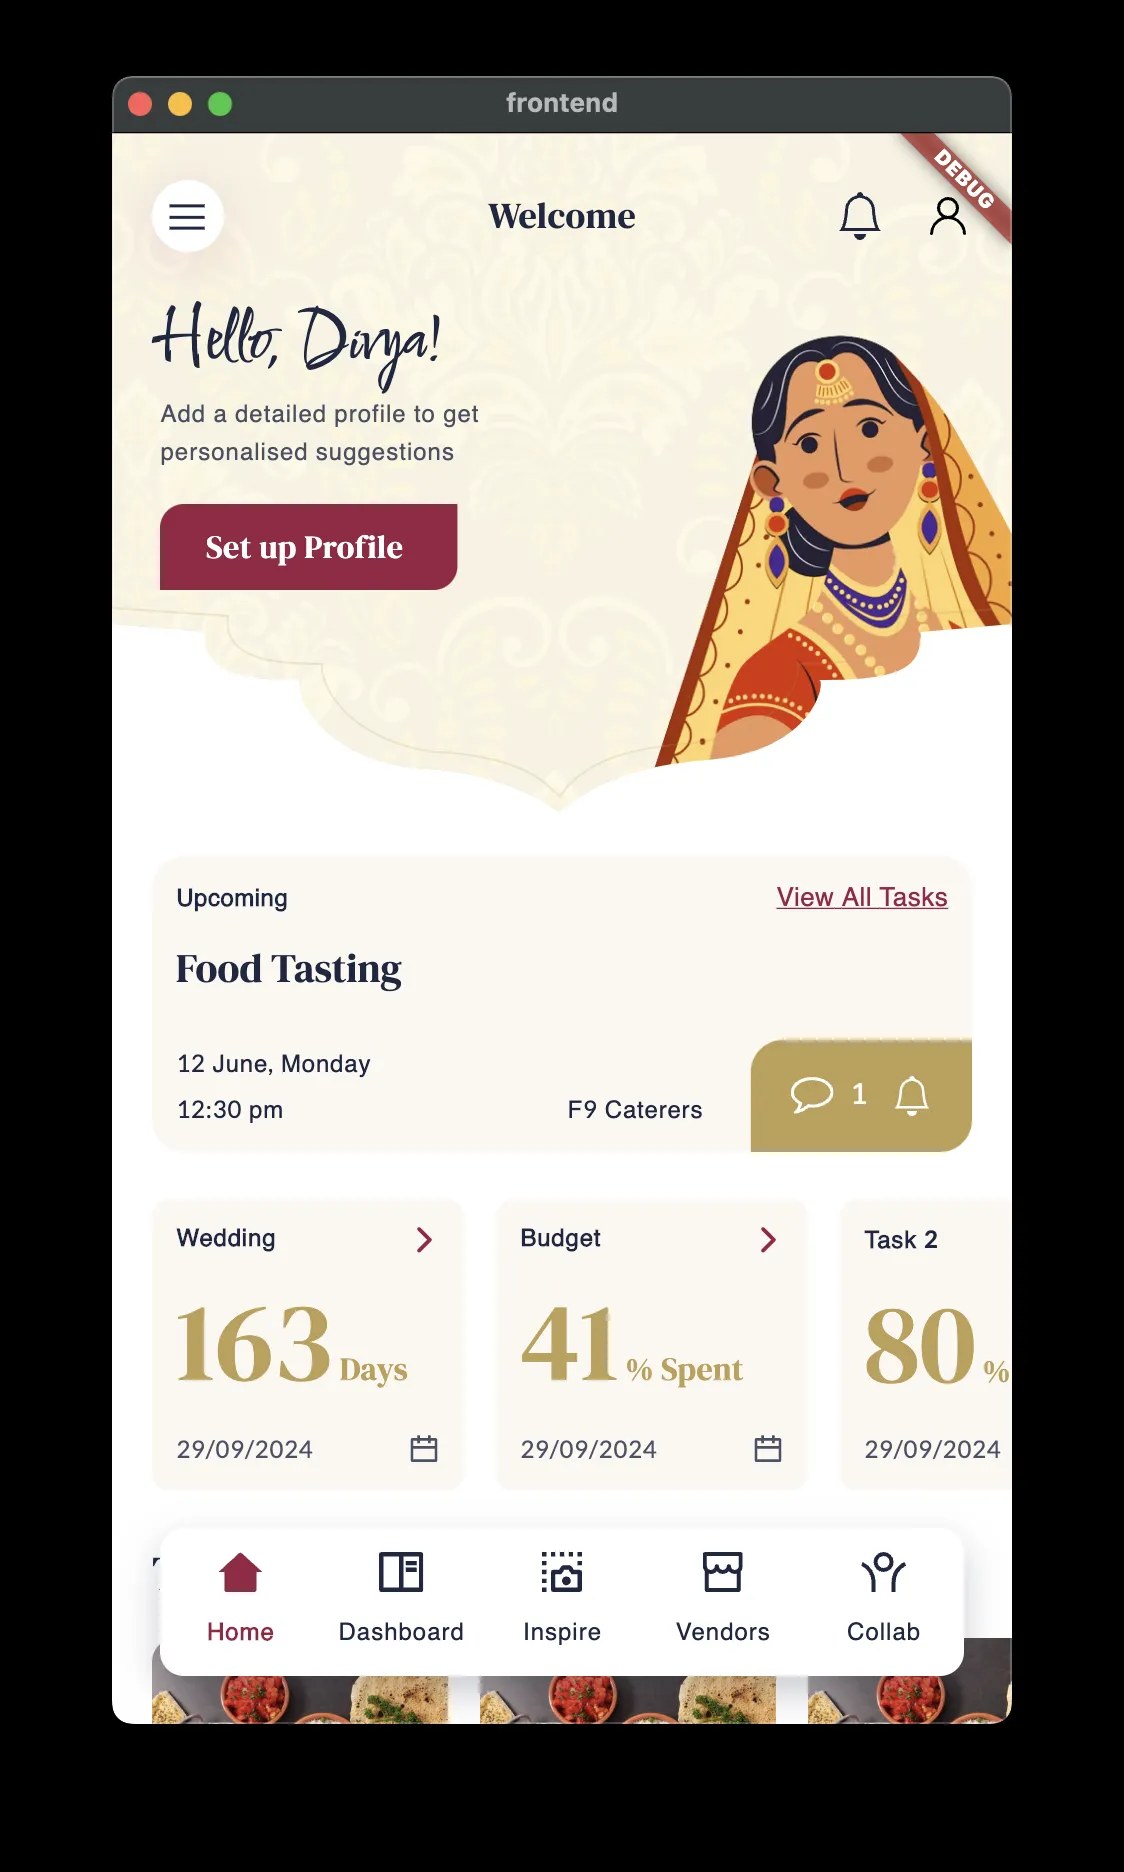 frontend
DEBUG
Welcome
Hello, Divya!
Add a detailed profile to get
personalised suggestions
Set up Profile
Upcoming
View All Tasks
Food Tasting
12 June, Monday
12:30 pm
F9 Caterers
1
Wedding
163 Days
29/09/2024
Budget
41 % Spent
29/09/2024
Task 2
80 %
29/09/2024
Home
Dashboard
Inspire
Vendors
Collab